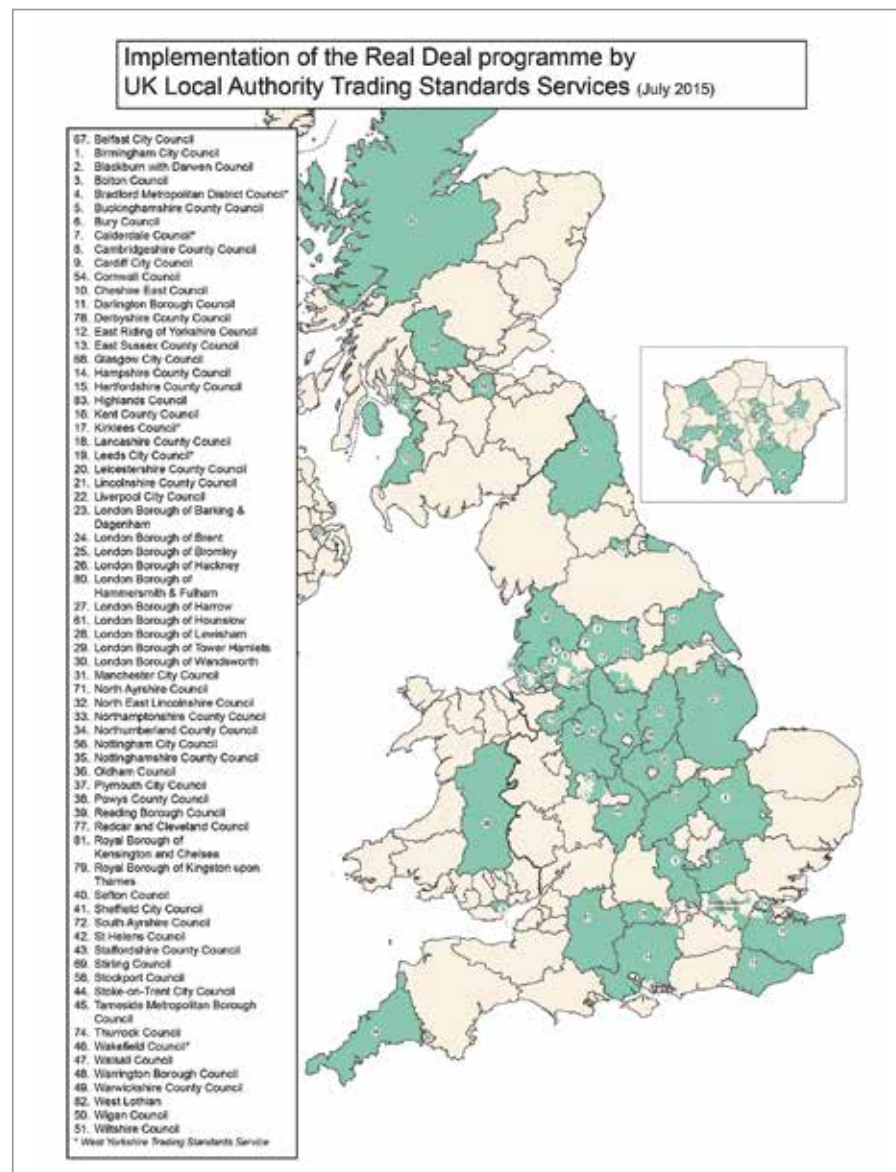 Implementation of the Real Deal programme by
UK Local Authority Trading Standards Services (July 2015)
67. Belfast City Council
1. Birmingham City Council
2. Blackburn with Darwen Council
3. Bolton Council
4. Bradford Metropolitan District Council*
5. Buckinghamshire County Council
6. Bury Council
7. Calderdale Council*
8. Cambridgeshire County Council
9. Cardiff City Council
54. Cornwall Council
10. Cheshire East Council
11. Darlington Borough Council
78. Derbyshire County Council
12. East Riding of Yorkshire Council
13. East Sussex County Council
68. Glasgow City Council
14. Hampshire County Council
15. Hertfordshire County Council
83. Highlands Council
16. Kent County Council
17. Kirklees Council*
18. Lancashire County Council
19. Leeds City Council*
20. Leicestershire County Council
21. Lincolnshire County Council
22. Liverpool City Council
23. London Borough of Barking &
Dagenham
24. London Borough of Brent
25. London Borough of Bromley
26. London Borough of Hackney
80. London Borough of
Hammersmith & Fulham
27. London Borough of Harrow
61. London Borough of Hounslow
28. London Borough of Lewisham
29. London Borough of Tower Hamlets
30. London Borough of Wandsworth
31. Manchester City Council
71. North Ayrshire Council
32. North East Lincolnshire Council
33. Northamptonshire County Council
34. Northumberland County Council
56. Nottingham City Council
35. Nottinghamshire County Council
36. Oldham Council
37. Plymouth City Council
38. Powys County Council
39. Reading Borough Council
77. Redcar and Cleveland Council
81. Royal Borough of
Kensington and Chelsea
79. Royal Borough of Kingston upon
Thames
40. Sefton Council
41. Sheffield City Council
72. South Ayrshire Council
42. St Helens Council
43. Staffordshire County Council
69. Stirling Council
58. Stockport Council
44. Stoke-on-Trent City Council
45. Tameside Metropolitan Borough
Council
74. Thurrock Council
46. Wakefield Council*
47. Walsall Council
48. Warrington Borough Council
49. Warwickshire County Council
82. West Lothian
50. Wigan Council
51. Wiltshire Council
* West Yorkshire Trading Standards Service